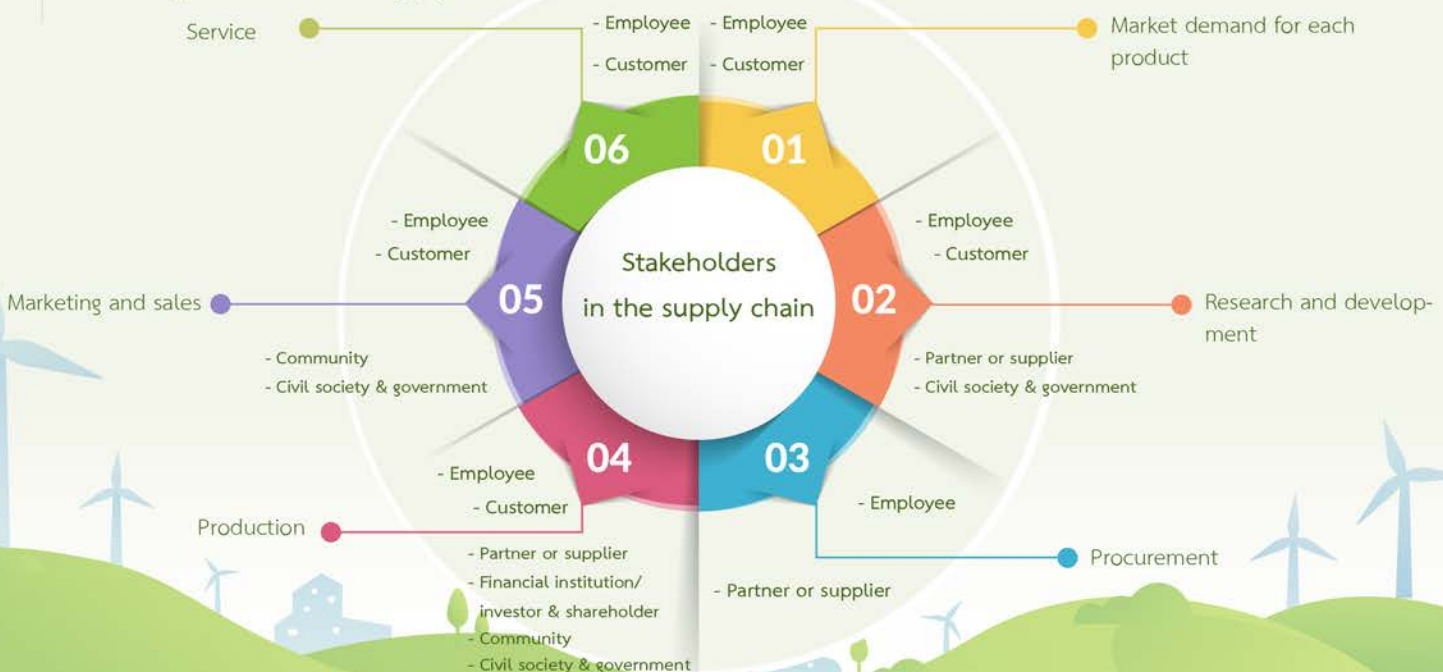 Service
- Employee
- Customer
- Employee
- Customer
Market demand for each
product
06
01
- Employee
- Customer
Marketing and sales
05
- Community
- Civil society & government
Stakeholders
in the supply chain
- Employee
- Customer
02
Research and develop-
ment
- Partner or supplier
- Civil society & government
04
- Employee
- Customer
Production
- Partner or supplier
- Financial institution/
investor & shareholder
- Community
- Civil society & government
03
- Employee
Procurement
- Partner or supplier